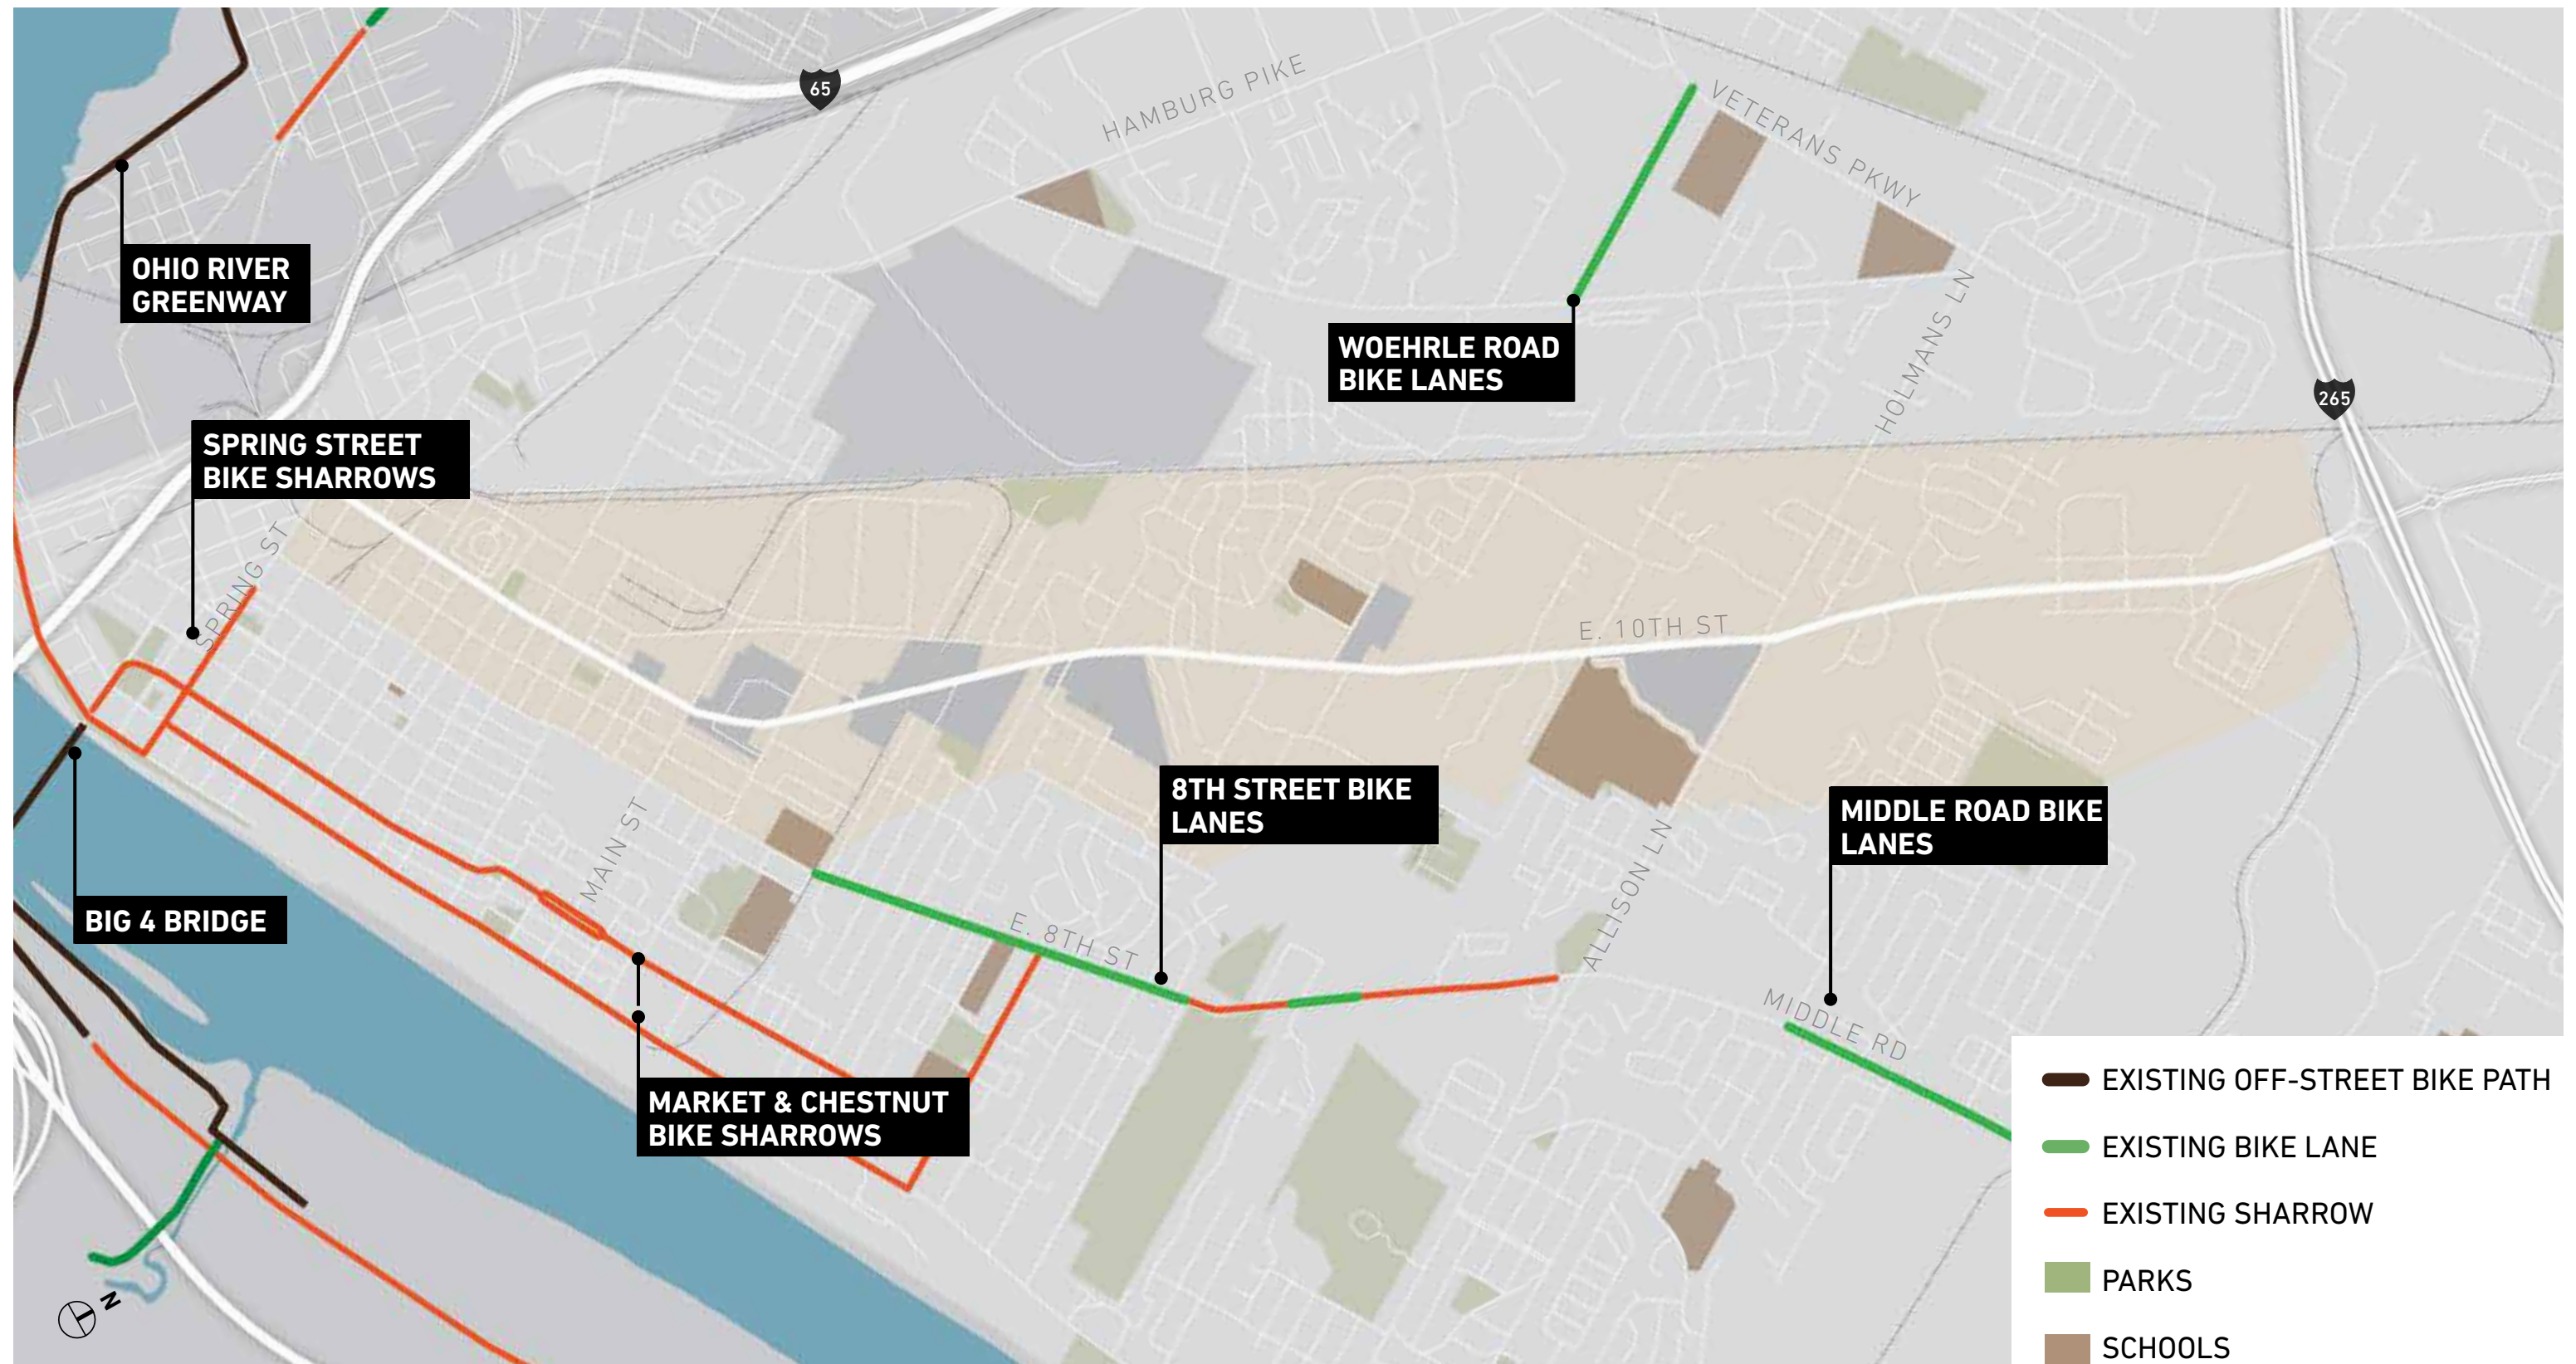 65
HAMBURG PIKE
VETERANS PKWY
OHIO RIVER
GREENWAY
WOEHRLE ROAD
BIKE LANES
HOLMANS LN
265
SPRING STREET
BIKE SHARROWS
SPRING ST
E. 10TH ST
8TH STREET BIKE
LANES
MIDDLE ROAD BIKE
LANES
MAIN ST
ALLISON LN
BIG 4 BRIDGE
E. 8TH ST
MIDDLE RD
MARKET & CHESTNUT
BIKE SHARROWS
EXISTING OFF-STREET BIKE PATH
EXISTING BIKE LANE
EXISTING SHARROW
PARKS
SCHOOLS
N